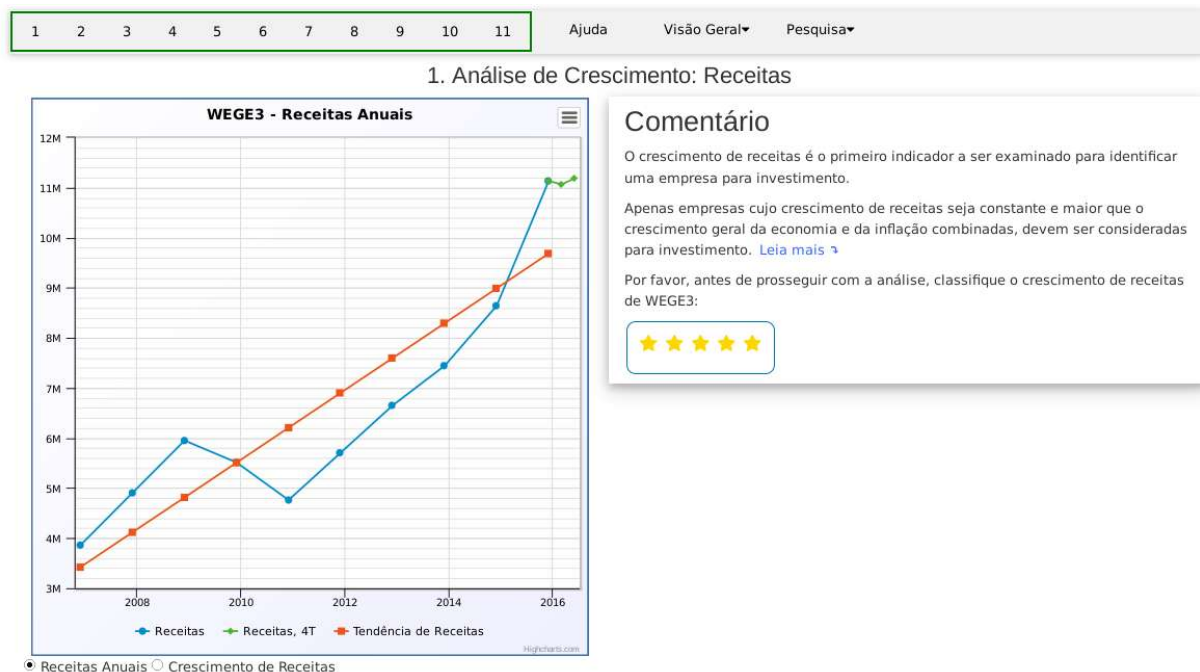 1 2 3 4 5 6 7 8 9 10 11 Ajuda Visão Geral▾ Pesquisa▾
1. Análise de Crescimento: Receitas
WEGE3 - Receitas Anuais
12M
11M
10M
9M
8M
7M
6M
5M
4M
3M
2008 2010 2012 2014 2016
Receitas Receitas, 4T Tendência de Receitas
Highcharts.com
Receitas Anuais Crescimento de Receitas
Comentário
O crescimento de receitas é o primeiro indicador a ser examinado para identificar
uma empresa para investimento.
Apenas empresas cujo crescimento de receitas seja constante e maior que o
crescimento geral da economia e da inflação combinadas, devem ser consideradas
para investimento. Leia mais ⤵
Por favor, antes de prosseguir com a análise, classifique o crescimento de receitas
de WEGE3: